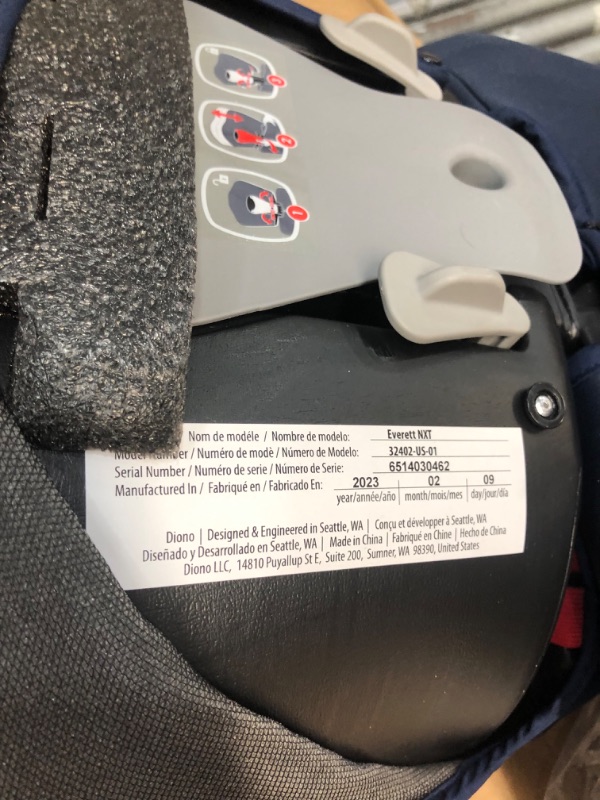 Nom de modéle / Nombre de modelo: Everett NXT
Model Number / Numéro de modè / Número de Modelo: 32402-US-01
Serial Number / Numéro de serie / Número de Serie: 6514030462
Manufactured In / Fabriqué en / Fabricado En: 2023 02 09
year/année/año | month/mois/mes | day/jour/día
Diono | Designed & Engineered in Seattle, WA | Conçu et développer à Seattle, WA
Diseñado y Desarrollado en Seattle, WA | Made in China | Fabriqué en Chine | Hecho de China
Diono LLC, 14810 Puyallup St E, Suite 200, Sumner, WA 98390, United States
3
2
1